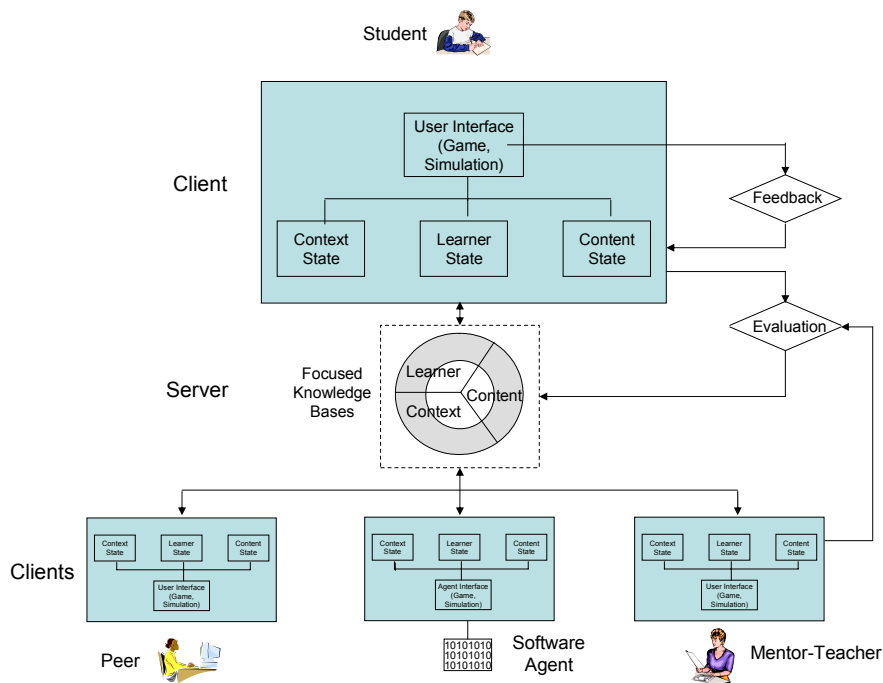 Student
Client
User Interface
(Game,
Simulation)
Feedback
Context
State
Learner
State
Content
State
Evaluation
Server
Focused
Knowledge
Bases
Learner
Content
Context
Clients
Context
State
Learner
State
Content
State
User Interface
(Game,
Simulation)
Context
State
Learner
State
Content
State
Agent Interface
(Game,
Simulation)
Context
State
Learner
State
Content
State
User Interface
(Game,
Simulation)
Peer
10101010
10101010
10101010
Software
Agent
Mentor-Teacher